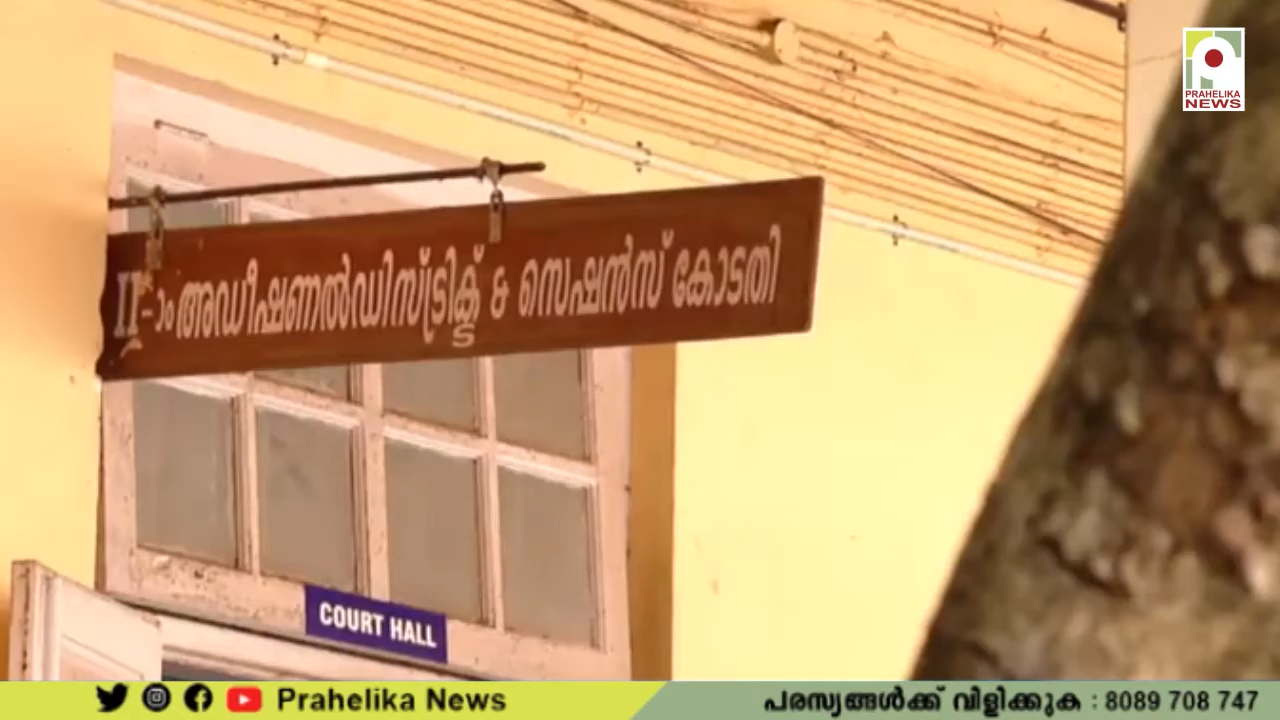 PRAHELIKA
NEWS
II-ാം അഡീഷണൽഡിസ്ട്രിക്ട് & സെഷൻസ് കോടതി
COURT HALL
Prahelika News
പരസ്യങ്ങൾക്ക് വിളിക്കുക : 8089 708 747